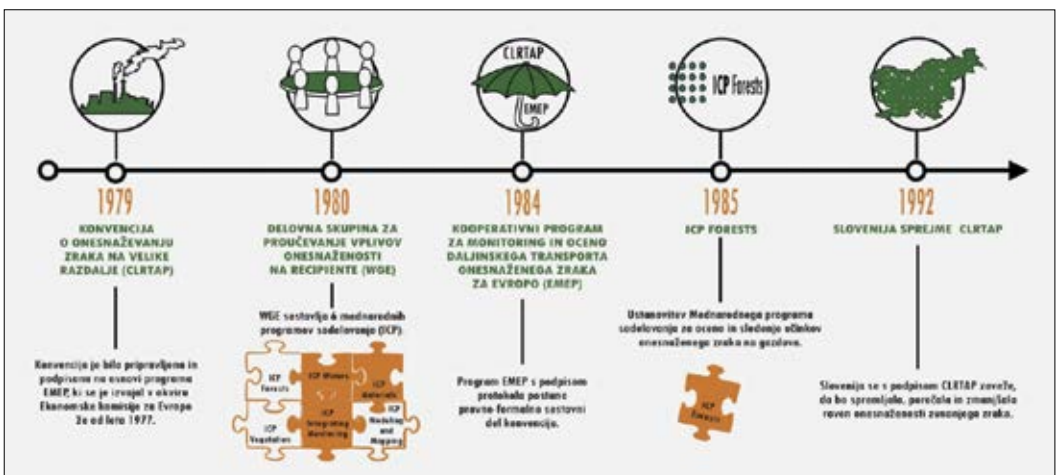 CLRTAP
EMEP
ICP Forests
1979
KONVENCIJA
O ONESNAŽEVANJU
ZRAKA NA VELIKE
RAZDALJE (CLRTAP)
Konvencija je bila pripravljena in
podpisana na osnovi programa
EMEP, ki se je izvajal v okviru
Ekonomske komisije za Evropo
že od leta 1977.
1980
DELOVNA SKUPINA ZA
PROUČEVANJE VPLIVOV
ONESNAŽENOSTI
NA RECIPIENTE (WGE)
WGE sestavlja 6 mednarodnih
programov sodelovanja (ICP)
ICP
Forests
ICP Waters
ICP
Materials
ICP
Vegetation
ICP
Integrating
Monitoring
ICP
Modeling
and
Mapping
1984
KOOPERATIVNI PROGRAM
ZA MONITORING IN OCENO
DALJINSKEGA TRANSPORTA
ONESNAŽENEGA ZRAKA
ZA EVROPO (EMEP)
Program EMEP s podpisom
protokola postane
pravno-formalno sestavni
del konvencije.
1985
ICP FORESTS
Ustanovitev Mednarodnega programa
sodelovanja za oceno in sledenje učinkov
onesnaženega zraka na gozdove.
ICP
Forests
1992
SLOVENIJA SPREJME CLRTAP
Slovenija se s podpisom CLRTAP zaveže,
da bo spremljala, poročala in zmanjšala
raven onesnaženosti zunanjega zraka.